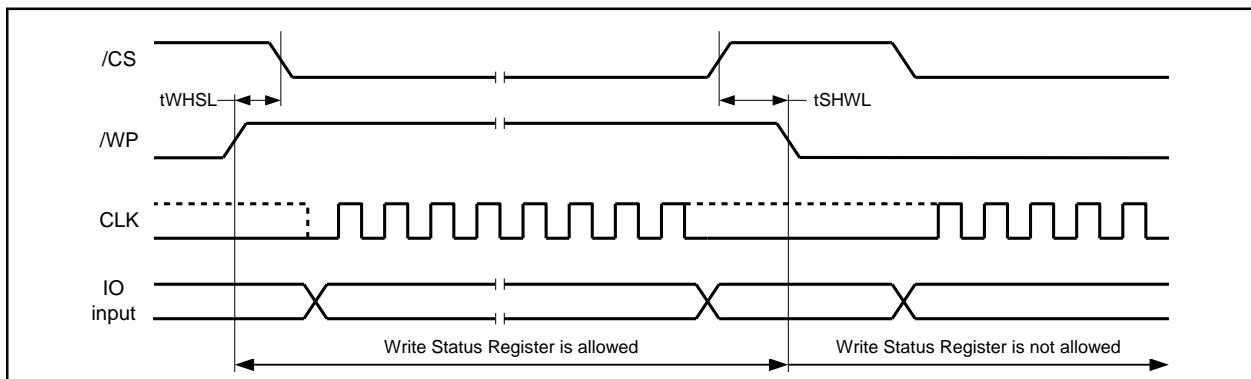 /CS
tWHSL
tSHWL
/WP
CLK
IO
input
Write Status Register is allowed
Write Status Register is not allowed